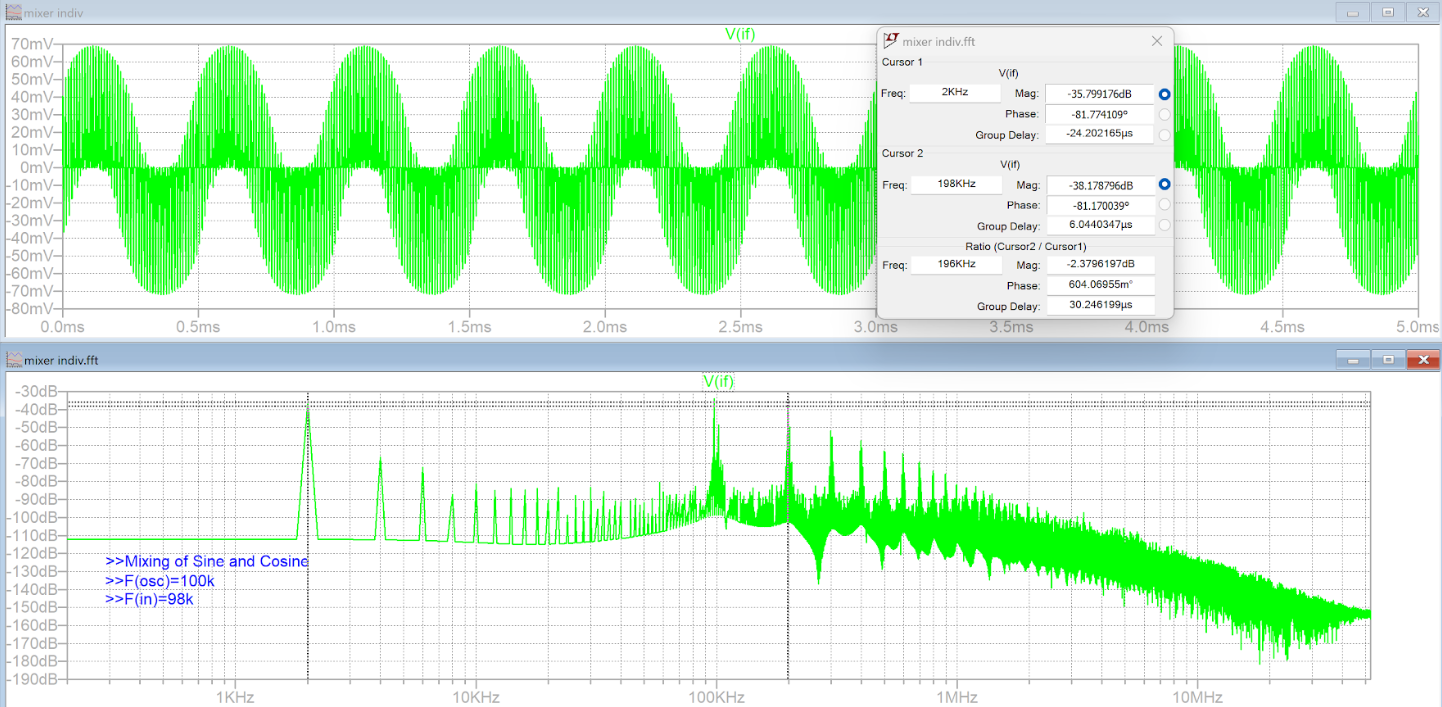 mixer indiv
V(if)
70mV
60mV
50mV
40mV
30mV
20mV
10mV
0mV
-10mV
-20mV
-30mV
-40mV
-50mV
-60mV
-70mV
-80mV
0.0ms 0.5ms 1.0ms 1.5ms 2.0ms 2.5ms 3.0ms 3.5ms 4.0ms 4.5ms 5.0ms
mixer indiv.fft
Cursor 1
V(if)
Freq: 2KHz Mag: -35.799176dB
Phase: -81.774109°
Group Delay: -24.202165µs
Cursor 2
V(if)
Freq: 198KHz Mag: -38.178796dB
Phase: -81.170039°
Group Delay: 6.0440347µs
Ratio (Cursor2 / Cursor1)
Freq: 196KHz Mag: -2.3796197dB
Phase: 604.06955m°
Group Delay: 30.246199µs
mixer indiv.fft
V(if)
-30dB
-40dB
-50dB
-60dB
-70dB
-80dB
-90dB
-100dB
-110dB
-120dB
-130dB
-140dB
-150dB
-160dB
-170dB
-180dB
-190dB
>>Mixing of Sine and Cosine
>>F(osc)=100k
>>F(in)=98k
1KHz 10KHz 100KHz 1MHz 10MHz